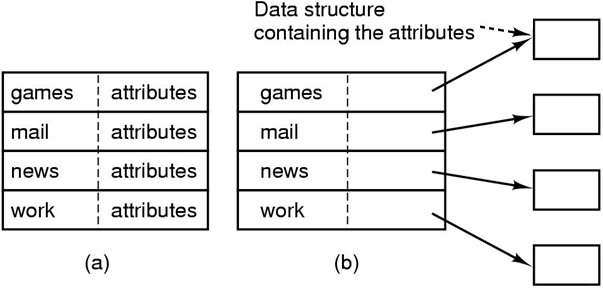 Data structure
containing the attributes
games attributes
mail attributes
news attributes
work attributes
(a)
games
mail
news
work
(b)